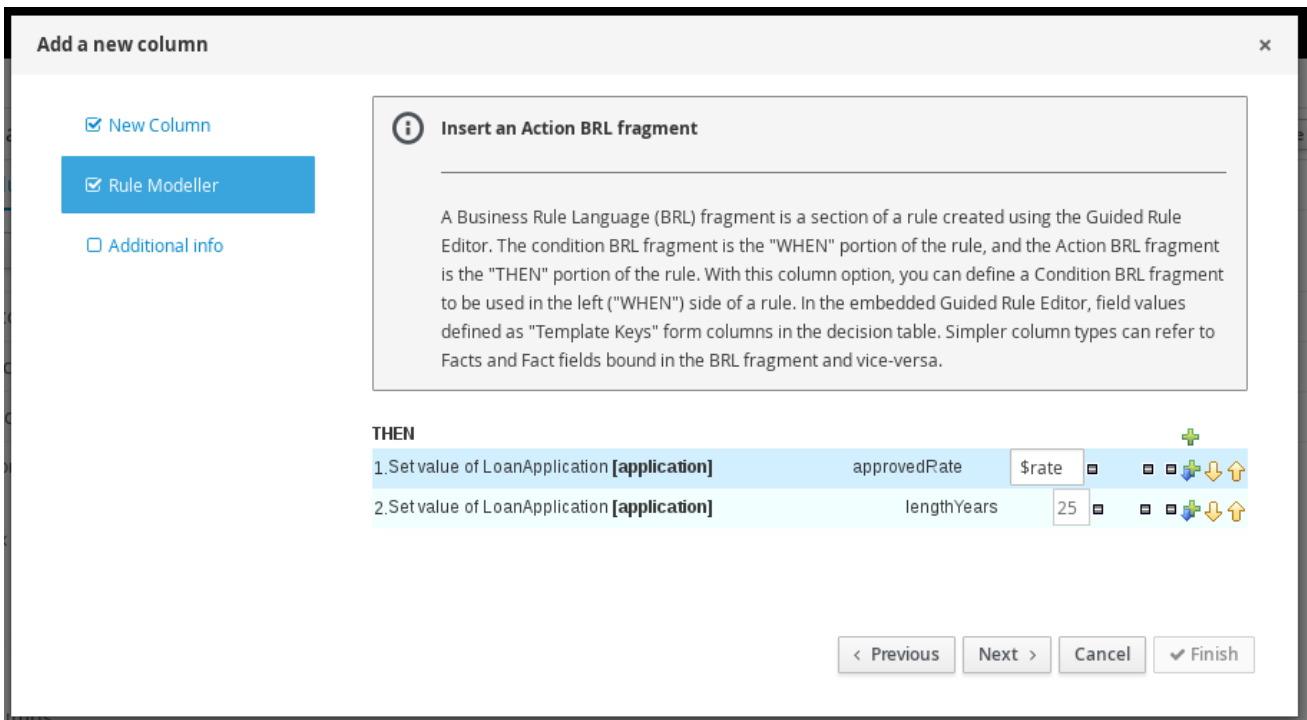 Add a new column
×
New Column
Rule Modeller
Additional info
Insert an Action BRL fragment
A Business Rule Language (BRL) fragment is a section of a rule created using the Guided Rule
Editor. The condition BRL fragment is the "WHEN" portion of the rule, and the Action BRL fragment
is the "THEN" portion of the rule. With this column option, you can define a Condition BRL fragment
to be used in the left ("WHEN") side of a rule. In the embedded Guided Rule Editor, field values
defined as "Template Keys" form columns in the decision table. Simpler column types can refer to
Facts and Fact fields bound in the BRL fragment and vice-versa.
THEN
1.Set value of LoanApplication [application] approvedRate $rate
2.Set value of LoanApplication [application] lengthYears 25
< Previous Next > Cancel Finish